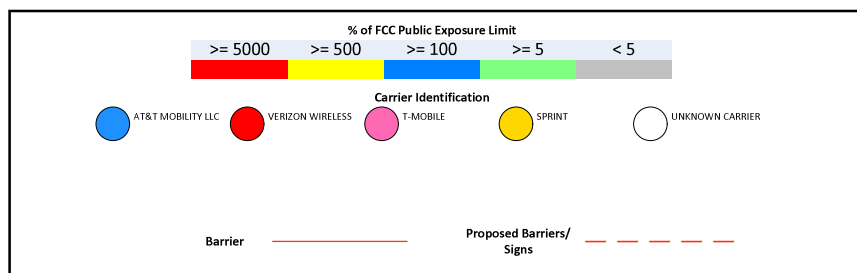 % of FCC Public Exposure Limit
>= 5000 >= 500 >= 100 >= 5 < 5
Carrier Identification
AT&T MOBILITY LLC VERIZON WIRELESS T-MOBILE SPRINT UNKNOWN CARRIER
Barrier
Proposed Barriers/
Signs